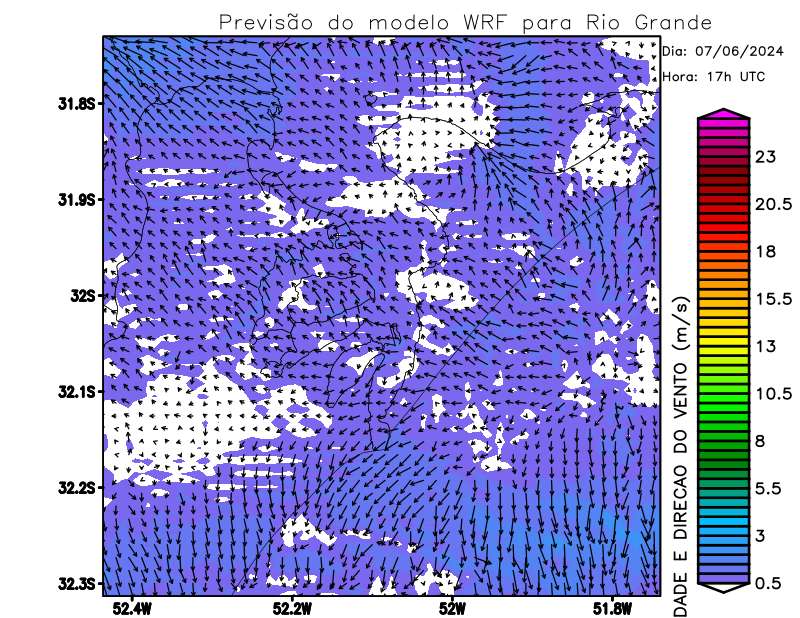 Previsão do modelo WRF para Rio Grande
Dia: 07/06/2024
Hora: 17h UTC
31.8S
31.9S
32S
32.1S
32.2S
32.3S
52.4W
52.2W
52W
51.8W
DADE E DIRECAO DO VENTO (m/s)
23
20.5
18
15.5
13
10.5
8
5.5
3
0.5